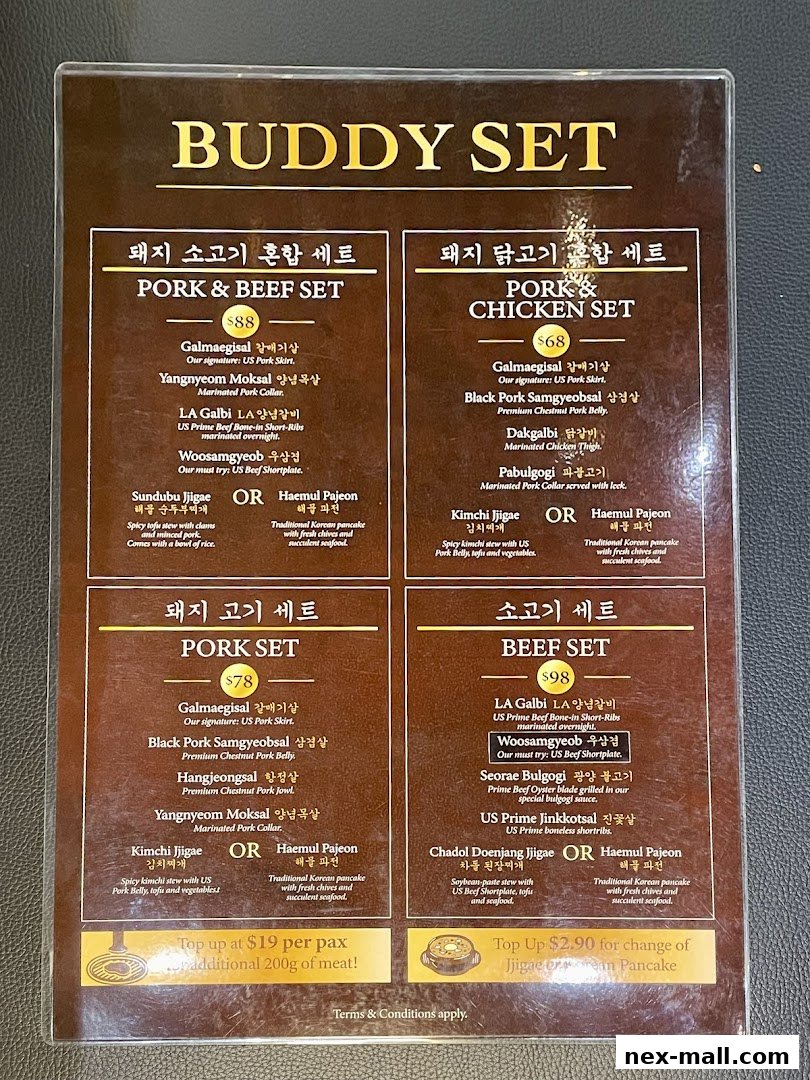 BUDDY SET
돼지 소고기 혼합 세트
PORK & BEEF SET
$88
Galmaegisal 갈매기살
Our signature: US Pork Skirt.
Yangnyeom Moksal 양념목살
Marinated Pork Collar.
LA Galbi LA양념갈비
US Prime Beef Bone-in Short-Ribs
marinated overnight.
Woosamgyeob 우삼겹
Our must try: US Beef Shortplate.
Sundubu Jjigae OR Haemul Pajeon
해물 순두부찌개 해물 파전
Spicy tofu stew with clams
and minced pork.
Comes with a bowl of rice.
Traditional Korean pancake
with fresh chives and
succulent seafood.
돼지 닭고기 혼합 세트
PORK &
CHICKEN SET
$68
Galmaegisal 갈매기살
Our signature: US Pork Skirt.
Black Pork Samgyeobsal 삼겹살
Premium Chestnut Pork Belly.
Dakgalbi 닭갈비
Marinated Chicken Thigh.
Pabulgogi 파불고기
Marinated Pork Collar served with leek.
Kimchi Jjigae OR Haemul Pajeon
김치찌개 해물 파전
Spicy kimchi stew with US
Pork Belly, tofu and vegetables.
Traditional Korean pancake
with fresh chives and
succulent seafood.
돼지 고기 세트
PORK SET
$78
Galmaegisal 갈매기살
Our signature: US Pork Skirt.
Black Pork Samgyeobsal 삼겹살
Premium Chestnut Pork Belly.
Hangjeongsal 항정살
Premium Chestnut Pork Jowl.
Yangnyeom Moksal 양념목살
Marinated Pork Collar.
Kimchi Jjigae OR Haemul Pajeon
김치찌개 해물 파전
Spicy kimchi stew with US
Pork Belly, tofu and vegetables.
Traditional Korean pancake
with fresh chives and
succulent seafood.
소고기 세트
BEEF SET
$98
LA Galbi LA양념갈비
US Prime Beef Bone-in Short-Ribs
marinated overnight.
Woosamgyeob 우삼겹
Our must try: US Beef Shortplate.
Seorae Bulgogi 광양 불고기
Prime Beef Oyster blade grilled in our
special bulgogi sauce.
US Prime Jinkkotsal 진꽃살
US Prime boneless shortribs.
Chadol Doenjang Jjigae OR Haemul Pajeon
차돌 된장찌개 해물 파전
Soybean-paste stew with
US Beef Shortplate, tofu
and seafood.
Traditional Korean pancake
with fresh chives and
succulent seafood.
Top up at $19 per pax
additional 200g of meat!
Top Up $2.90 for change of
Jjigae Pancake
Terms & Conditions apply.
nex-mall.com